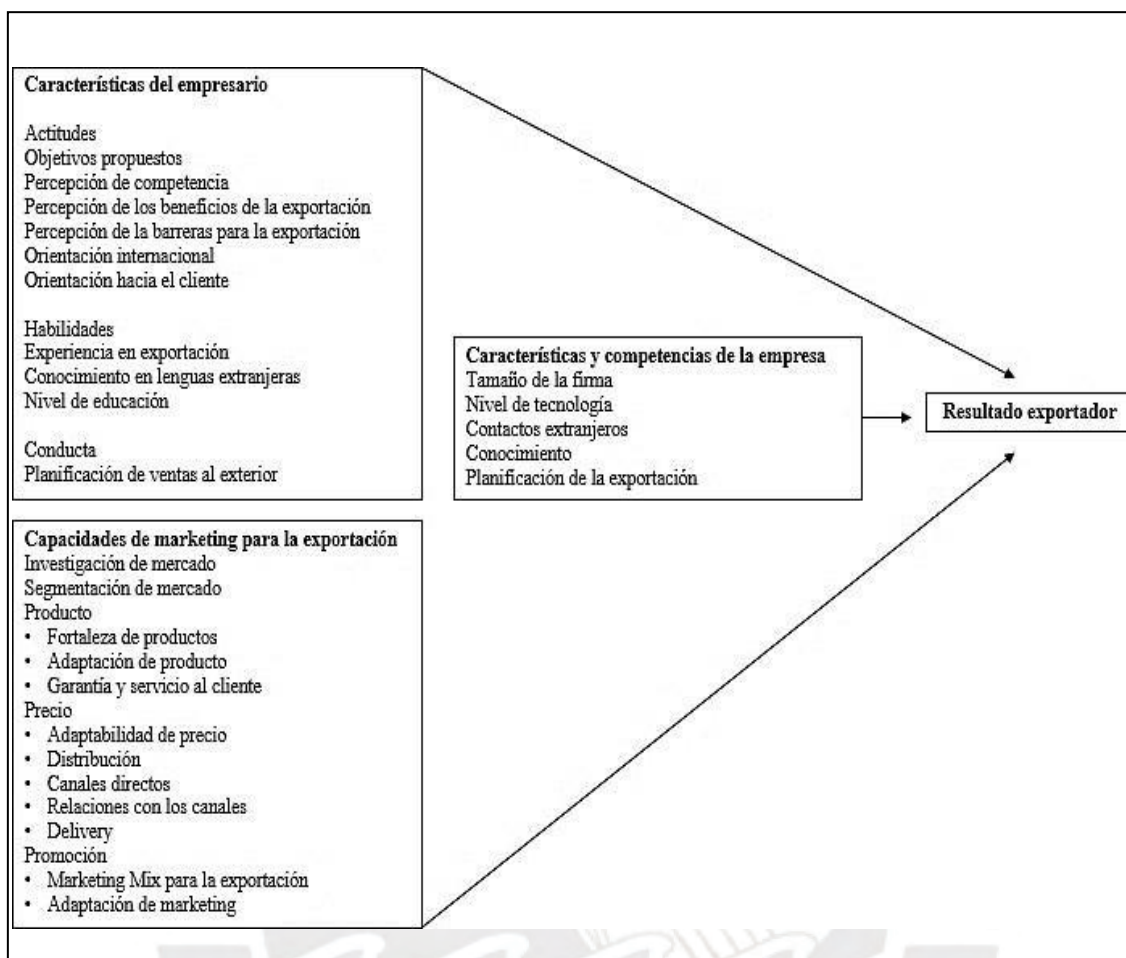 Características del empresario
Actitudes
Objetivos propuestos
Percepción de competencia
Percepción de los beneficios de la exportación
Percepción de la barreras para la exportación
Orientación internacional
Orientación hacia el cliente
Habilidades
Experiencia en exportación
Conocimiento en lenguas extranjeras
Nivel de educación
Conducta
Planificación de ventas al exterior
Características y competencias de la empresa
Tamaño de la firma
Nivel de tecnología
Contactos extranjeros
Conocimiento
Planificación de la exportación
Resultado exportador
Capacidades de marketing para la exportación
Investigación de mercado
Segmentación de mercado
Producto
• Fortaleza de productos
• Adaptación de producto
• Garantía y servicio al cliente
Precio
• Adaptabilidad de precio
• Distribución
• Canales directos
• Relaciones con los canales
• Delivery
Promoción
• Marketing Mix para la exportación
• Adaptación de marketing